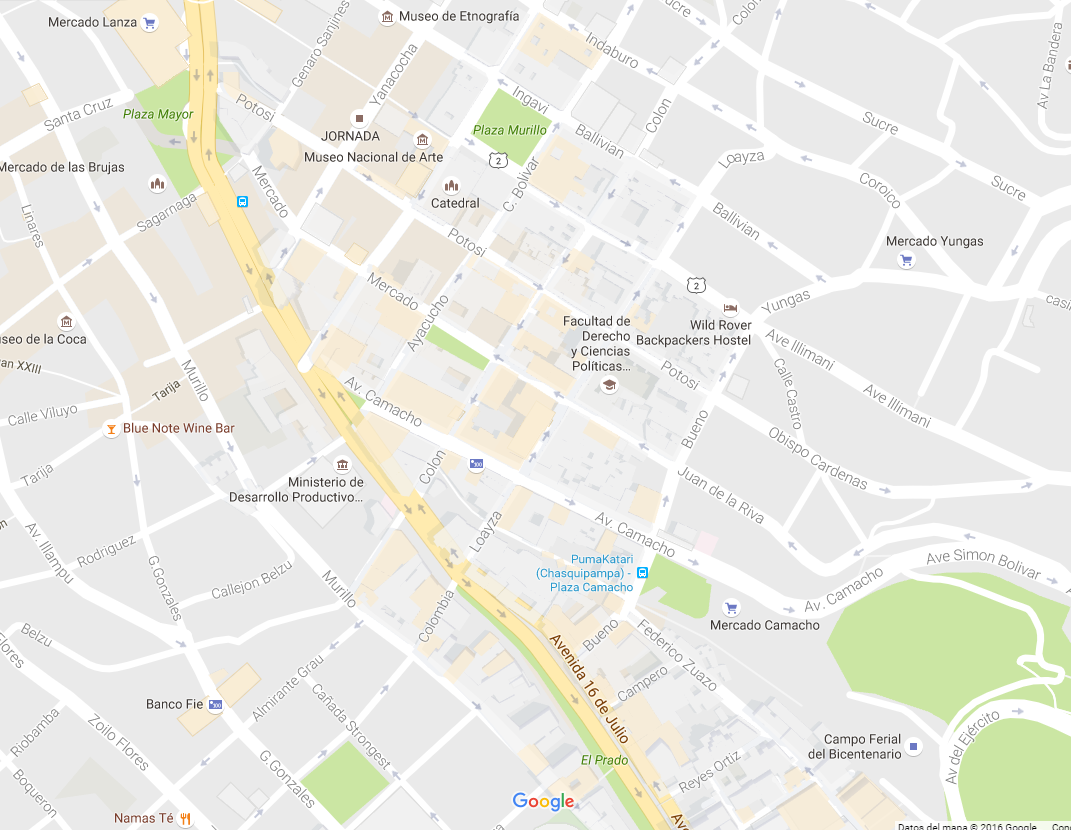 Mercado Lanza
Museo de Etnografía
Sucre
Colon
Genaro Sanjines
Indaburo
Av La Bandera
Yanacocha
Santa Cruz
Plaza Mayor
Potosi
Ingavi
Colon
Sucre
JORNADA
Plaza Murillo
Ballivian
Museo Nacional de Arte
2
Loayza
Mercado de las Brujas
Mercado
Catedral
C. Bolivar
Coroico
Sucre
Linares
Sagarnaga
Ballivian
Potosi
Mercado Yungas
Mercado
2
Yungas
Ayacucho
Facultad de
Derecho
y Ciencias
Políticas...
Wild Rover
Backpackers Hostel
useo de la Coca
an XXIII
Murillo
Tarija
Av. Camacho
Potosi
Ave Illimani
Calle Castro
Ave Illimani
Calle Viluyo
Blue Note Wine Bar
Bueno
Obispo Cardenas
Tarija
Colon
Ministerio de
Desarrollo Productivo...
Juan de la Riva
Av. Illampu
Loayza
Av. Camacho
Rodriguez
Ave Simon Bolivar
PumaKatari
(Chasquipampa) -
Plaza Camacho
Callejon Belzu
Murillo
G.Gonzales
Av. Camacho
Mercado Camacho
Colombia
Belzu
Bueno
Federico Zuazo
Flores
Avenida 16 de Julio
Campero
Almirante Grau
Banco Fie
Cañada Strongest
Riobamba
Zoilo Flores
Av del Ejército
Campo Ferial
del Bicentenario
El Prado
Reyes Ortiz
G.Gonzales
Boqueron
Google
Namas Té
Datos del mapa © 2016 Google